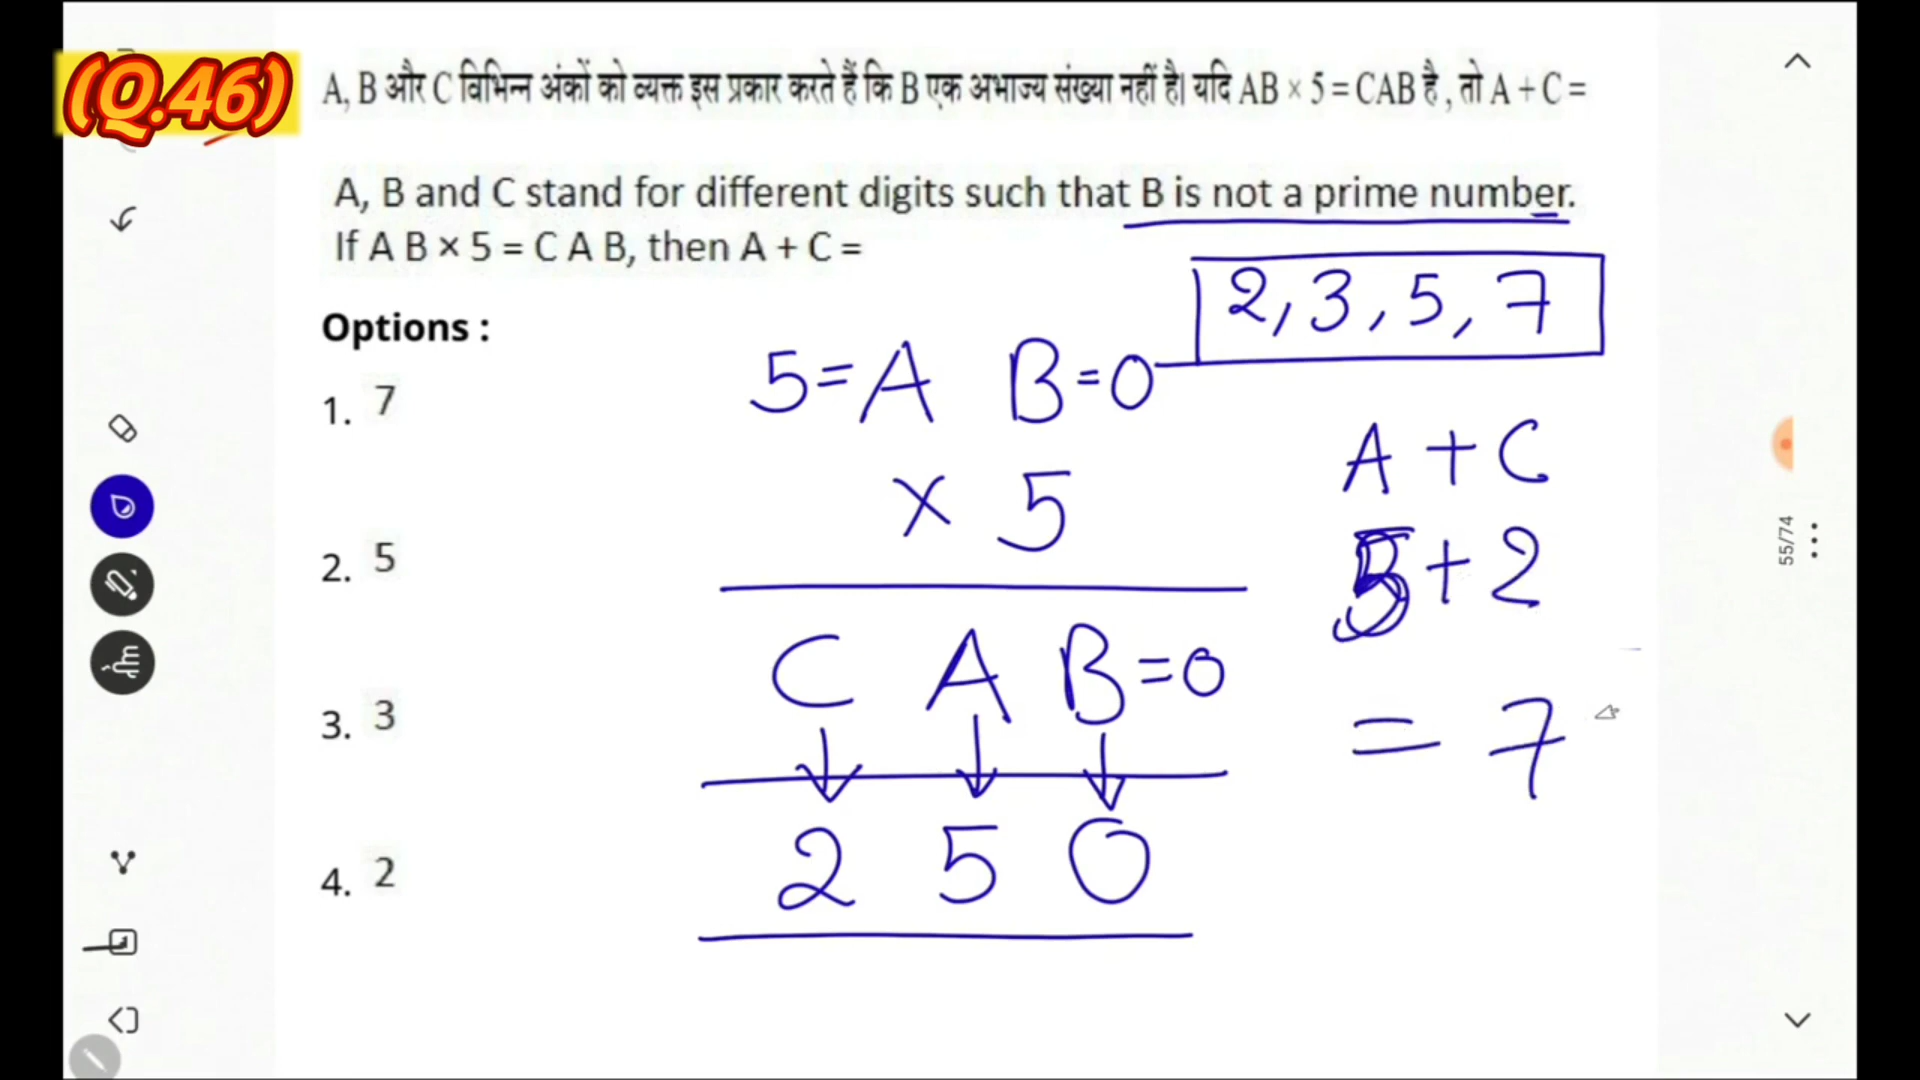 (Q.46)
A, B और C विभिन्न अंकों को व्यक्त इस प्रकार करते हैं कि B एक अभाज्य संख्या नहीं है। यदि AB × 5 = CAB है , तो A + C =
A, B and C stand for different digits such that B is not a prime number.
If A B × 5 = C A B, then A + C =
2, 3, 5, 7
Options :
1. 7
2. 5
3. 3
4. 2
5 = A B = 0
× 5
C A B = 0
2 5 0
A + C
5 + 2
= 7
55/74